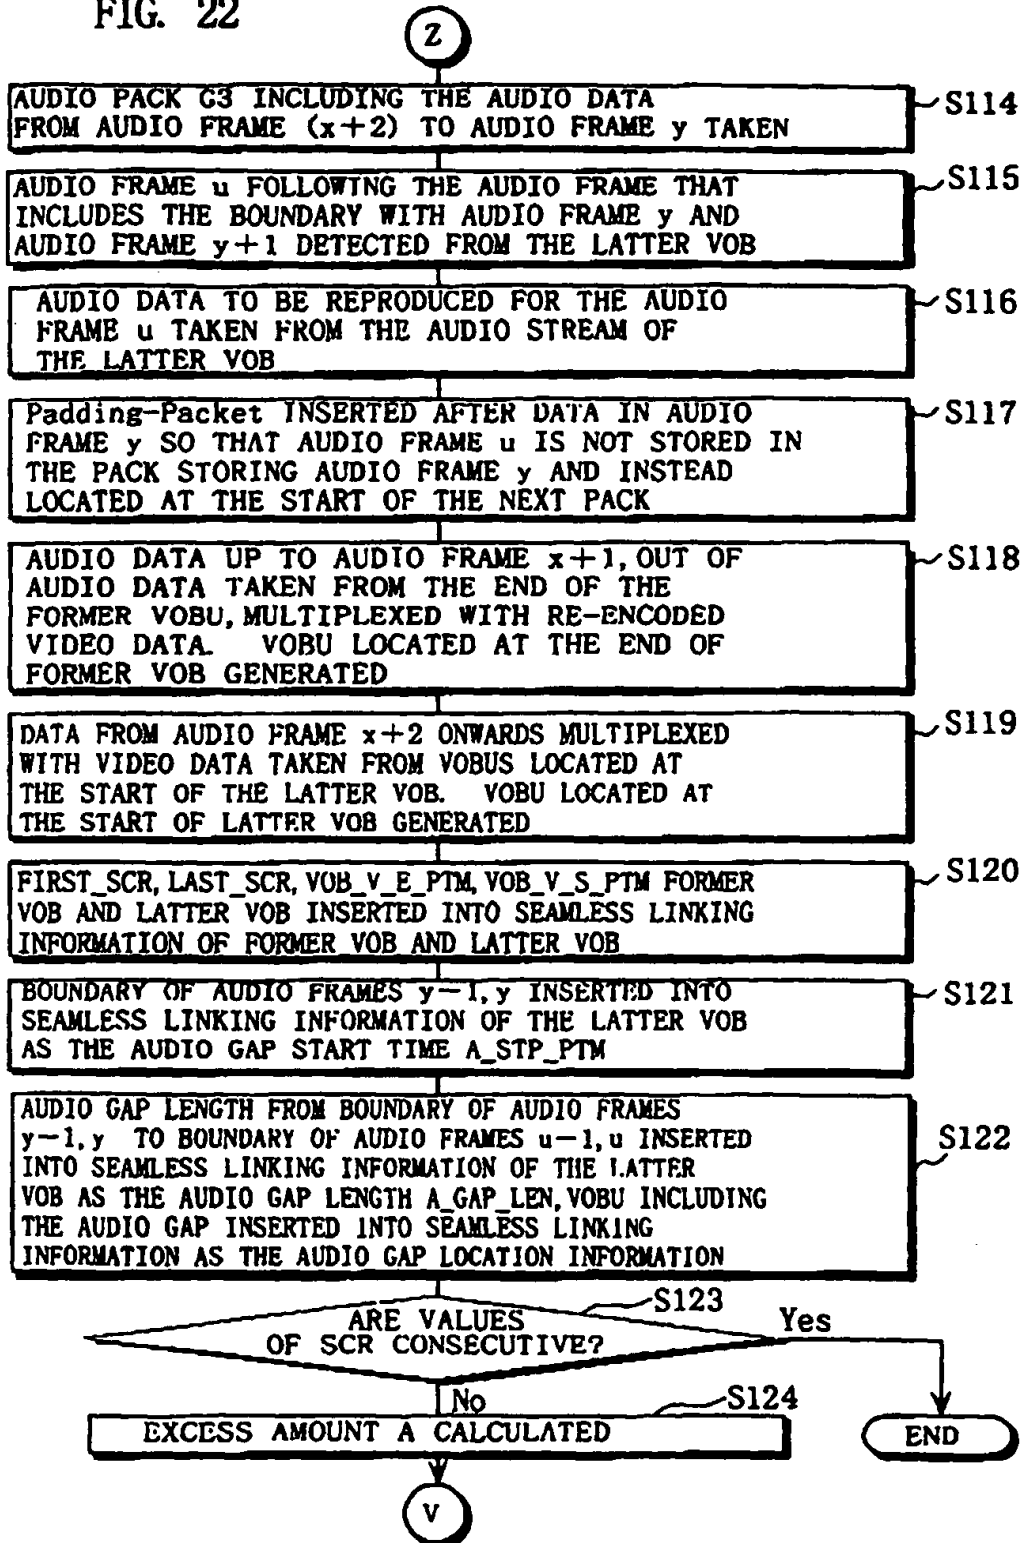 FIG. 22
Z
AUDIO PACK G3 INCLUDING THE AUDIO DATA
FROM AUDIO FRAME (x+2) TO AUDIO FRAME y TAKEN
S114
AUDIO FRAME u FOLLOWING THE AUDIO FRAME THAT
INCLUDES THE BOUNDARY WITH AUDIO FRAME y AND
AUDIO FRAME y+1 DETECTED FROM THE LATTER VOB
S115
AUDIO DATA TO BE REPRODUCED FOR THE AUDIO
FRAME u TAKEN FROM THE AUDIO STREAM OF
THE LATTER VOB
S116
Padding-Packet INSERTED AFTER DATA IN AUDIO
FRAME y SO THAT AUDIO FRAME u IS NOT STORED IN
THE PACK STORING AUDIO FRAME y AND INSTEAD
LOCATED AT THE START OF THE NEXT PACK
S117
AUDIO DATA UP TO AUDIO FRAME x+1, OUT OF
AUDIO DATA TAKEN FROM THE END OF THE
FORMER VOBU, MULTIPLEXED WITH RE-ENCODED
VIDEO DATA. VOBU LOCATED AT THE END OF
FORMER VOB GENERATED
S118
DATA FROM AUDIO FRAME x+2 ONWARDS MULTIPLEXED
WITH VIDEO DATA TAKEN FROM VOBUS LOCATED AT
THE START OF THE LATTER VOB. VOBU LOCATED AT
THE START OF LATTER VOB GENERATED
S119
FIRST_SCR, LAST_SCR, VOB_V_E_PTM, VOB_V_S_PTM FORMER
VOB AND LATTER VOB INSERTED INTO SEAMLESS LINKING
INFORMATION OF FORMER VOB AND LATTER VOB
S120
BOUNDARY OF AUDIO FRAMES y-1, y INSERTED INTO
SEAMLESS LINKING INFORMATION OF THE LATTER VOB
AS THE AUDIO GAP START TIME A_STP_PTM
S121
AUDIO GAP LENGTH FROM BOUNDARY OF AUDIO FRAMES
y-1, y TO BOUNDARY OF AUDIO FRAMES u-1, u INSERTED
INTO SEAMLESS LINKING INFORMATION OF THE LATTER
VOB AS THE AUDIO GAP LENGTH A_GAP_LEN, VOBU INCLUDING
THE AUDIO GAP INSERTED INTO SEAMLESS LINKING
INFORMATION AS THE AUDIO GAP LOCATION INFORMATION
S122
S123
ARE VALUES
OF SCR CONSECUTIVE?
Yes
No
S124
EXCESS AMOUNT A CALCULATED
END
V